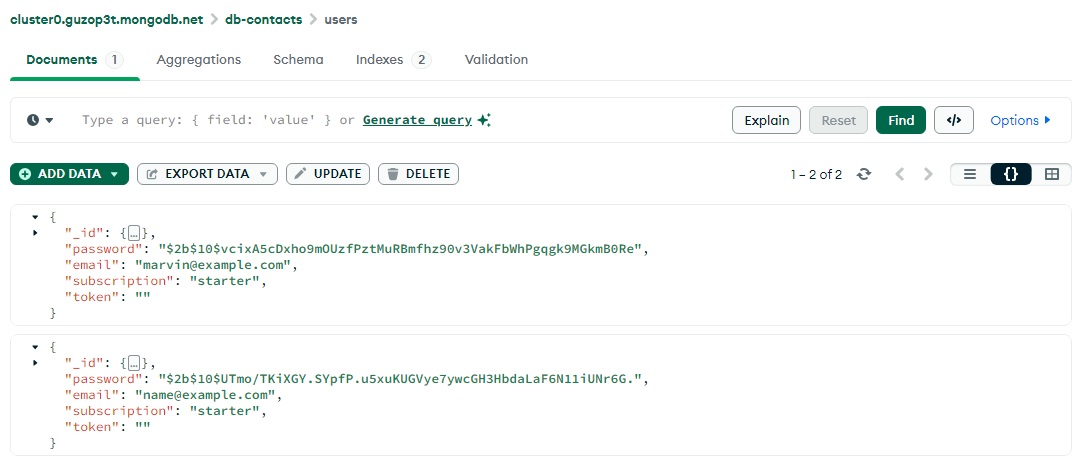 cluster0.guzop3t.mongodb.net > db-contacts > users
Documents 1 Aggregations Schema Indexes 2 Validation
Type a query: { field: 'value' } or Generate query Explain Reset Find </> Options
ADD DATA EXPORT DATA UPDATE DELETE 1 – 2 of 2 {}
{
"_id": {…},
"password": "$2b$10$vcixA5cDxho9mOUzfPztMuRBmfhz90v3VakFbWhPgqgk9MGkmB0Re",
"email": "marvin@example.com",
"subscription": "starter",
"token": ""
}
{
"_id": {…},
"password": "$2b$10$UTmo/TKiXGY.SYpfP.u5xuKUGVye7ywcGH3HbdaLaF6N11iUNr6G.",
"email": "name@example.com",
"subscription": "starter",
"token": ""
}